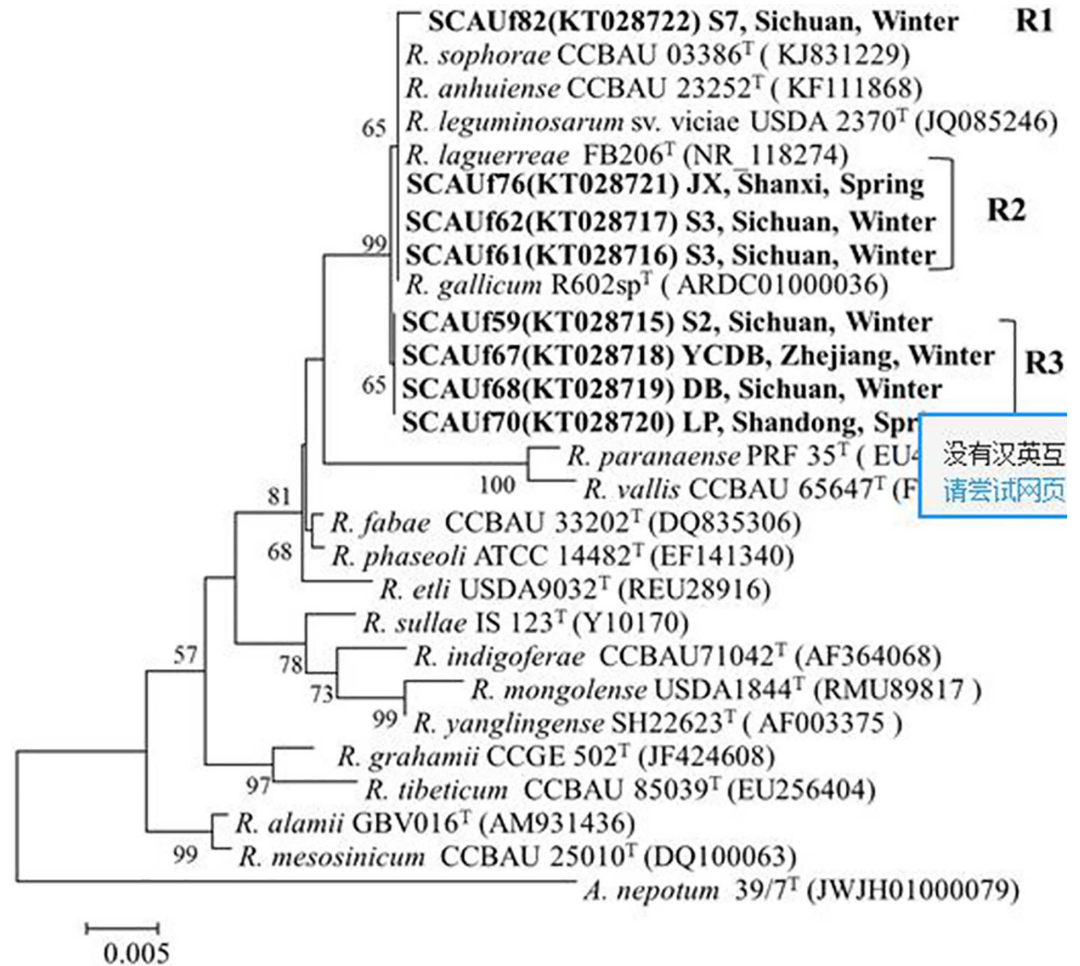 SCAUf82(KT028722) S7, Sichuan, Winter R1
R. sophorae CCBAU 03386ᵀ ( KJ831229)
R. anhuiense CCBAU 23252ᵀ ( KF111868)
R. leguminosarum sv. viciae USDA 2370ᵀ (JQ085246)
65
R. laguerreae FB206ᵀ (NR_118274)
SCAUf76(KT028721) JX, Shanxi, Spring
R2
SCAUf62(KT028717) S3, Sichuan, Winter
99
SCAUf61(KT028716) S3, Sichuan, Winter
R. gallicum R602spᵀ ( ARDC01000036)
SCAUf59(KT028715) S2, Sichuan, Winter
SCAUf67(KT028718) YCDB, Zhejiang, Winter
R3
65
SCAUf68(KT028719) DB, Sichuan, Winter
SCAUf70(KT028720) LP, Shandong, Spr
R. paranaense PRF 35ᵀ ( EU4
没有汉英互
100
R. vallis CCBAU 65647ᵀ (F
请尝试网页
81
R. fabae CCBAU 33202ᵀ (DQ835306)
68
R. phaseoli ATCC 14482ᵀ (EF141340)
R. etli USDA9032ᵀ (REU28916)
R. sullae IS 123ᵀ (Y10170)
57
78
R. indigoferae CCBAU71042ᵀ (AF364068)
73
R. mongolense USDA1844ᵀ (RMU89817 )
99
R. yanglingense SH22623ᵀ ( AF003375 )
R. grahamii CCGE 502ᵀ (JF424608)
97
R. tibeticum CCBAU 85039ᵀ (EU256404)
R. alamii GBV016ᵀ (AM931436)
99
R. mesosinicum CCBAU 25010ᵀ (DQ100063)
A. nepotum 39/7ᵀ (JWJH01000079)
0.005